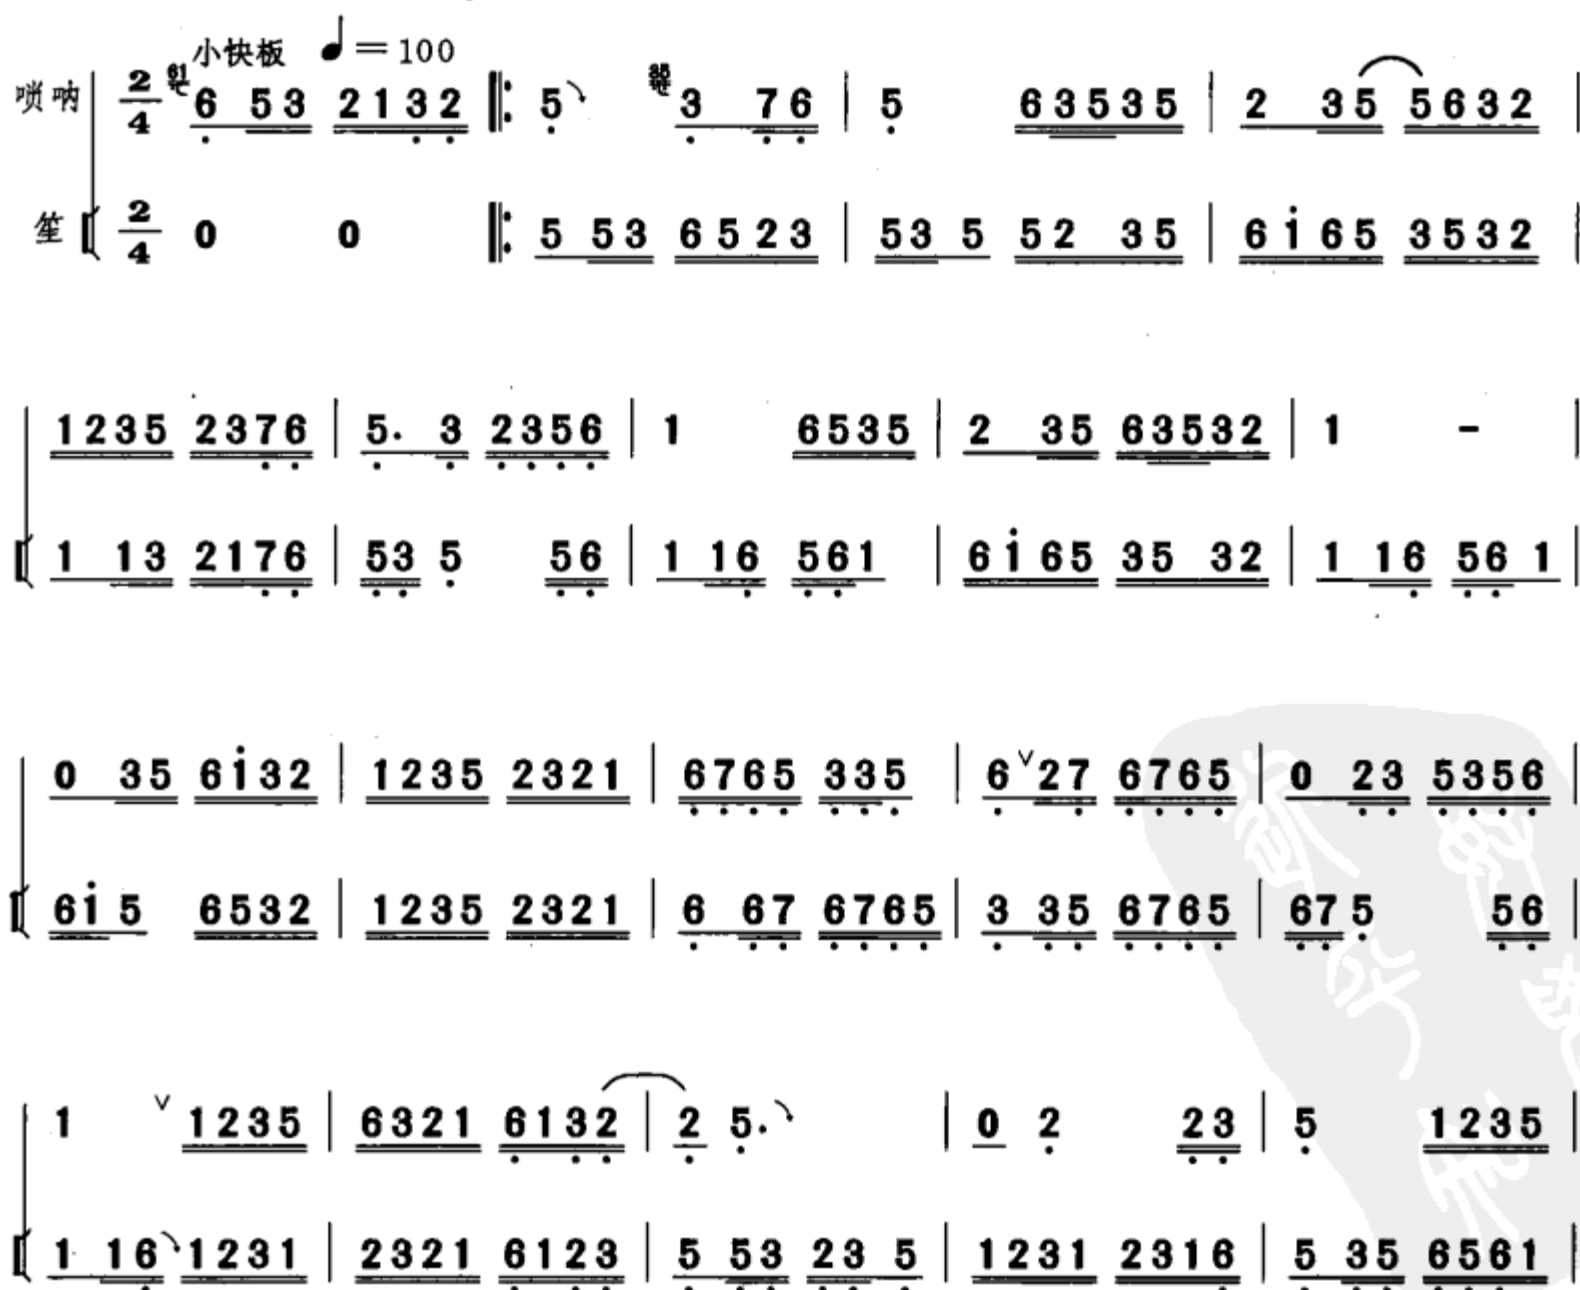 小快板 ♩= 100
唢呐 2/4 6 53 2132 ‖: 5 3 76 | 5 63535 | 2 35 5632 |
笙 2/4 0 0 ‖: 5 53 6523 | 53 5 52 35 | 6i65 3532 |
1235 2376 | 5. 3 2356 | 1 6535 | 2 35 63532 | 1 - |
1 13 2176 | 53 5 56 | 1 16 561 | 6i65 35 32 | 1 16 56 1 |
0 35 6i32 | 1235 2321 | 6765 335 | 6 ∨ 27 6765 | 0 23 5356 |
6i 5 6532 | 1235 2321 | 6 67 6765 | 3 35 6765 | 67 5 56 |
1 ∨ 1235 | 6321 6132 | 2 5. | 0 2 23 | 5 1235 |
1 16 1231 | 2321 6123 | 5 53 23 5 | 1231 2316 | 5 35 6561 |